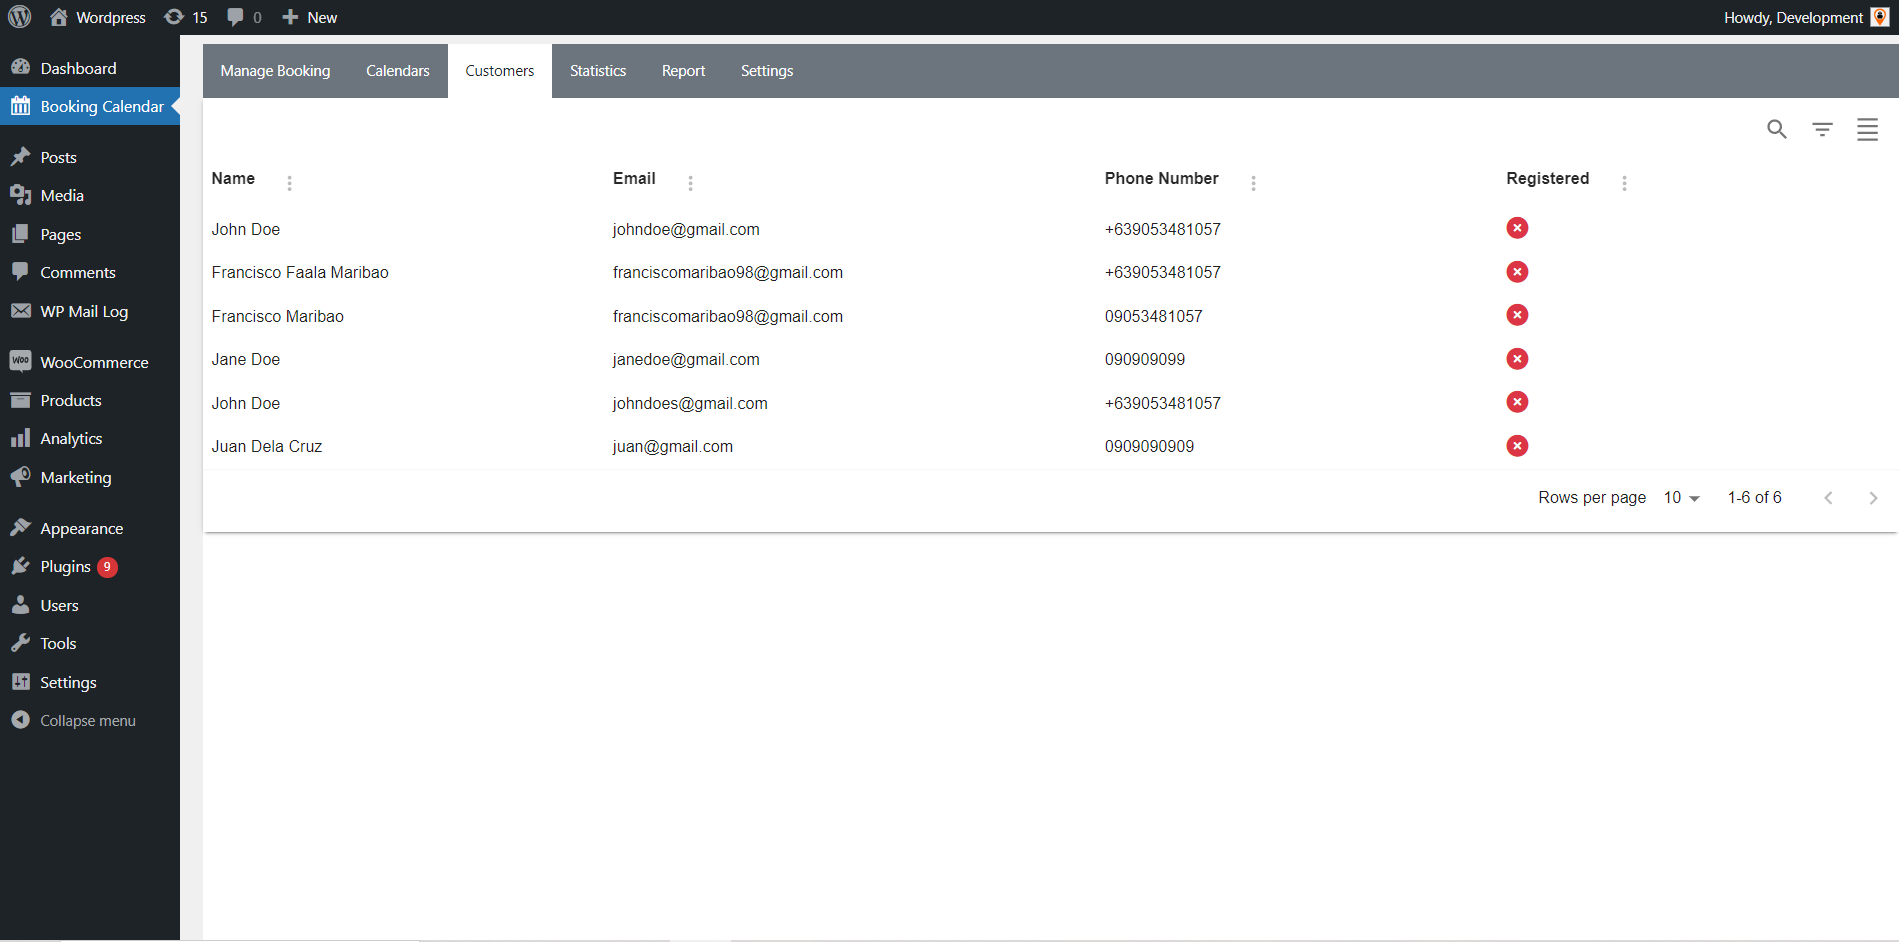 Wordpress 15 0 New Howdy, Development
Dashboard
Booking Calendar
Posts
Media
Pages
Comments
WP Mail Log
Woo WooCommerce
Products
Analytics
Marketing
Appearance
Plugins 9
Users
Tools
Settings
Collapse menu
Manage Booking Calendars Customers Statistics Report Settings
Name Email Phone Number Registered
John Doe johndoe@gmail.com +639053481057
Francisco Faala Maribao franciscomaribao98@gmail.com +639053481057
Francisco Maribao franciscomaribao98@gmail.com 09053481057
Jane Doe janedoe@gmail.com 090909099
John Doe johndoes@gmail.com +639053481057
Juan Dela Cruz juan@gmail.com 0909090909
Rows per page 10 1-6 of 6